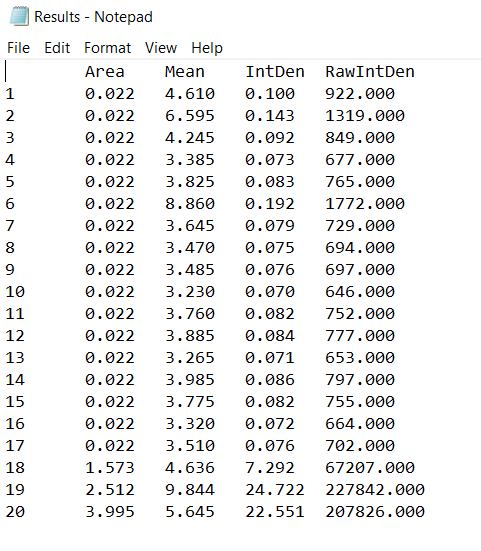 Results - Notepad
File Edit Format View Help
Area Mean IntDen RawIntDen
1 0.022 4.610 0.100 922.000
2 0.022 6.595 0.143 1319.000
3 0.022 4.245 0.092 849.000
4 0.022 3.385 0.073 677.000
5 0.022 3.825 0.083 765.000
6 0.022 8.860 0.192 1772.000
7 0.022 3.645 0.079 729.000
8 0.022 3.470 0.075 694.000
9 0.022 3.485 0.076 697.000
10 0.022 3.230 0.070 646.000
11 0.022 3.760 0.082 752.000
12 0.022 3.885 0.084 777.000
13 0.022 3.265 0.071 653.000
14 0.022 3.985 0.086 797.000
15 0.022 3.775 0.082 755.000
16 0.022 3.320 0.072 664.000
17 0.022 3.510 0.076 702.000
18 1.573 4.636 7.292 67207.000
19 2.512 9.844 24.722 227842.000
20 3.995 5.645 22.551 207826.000